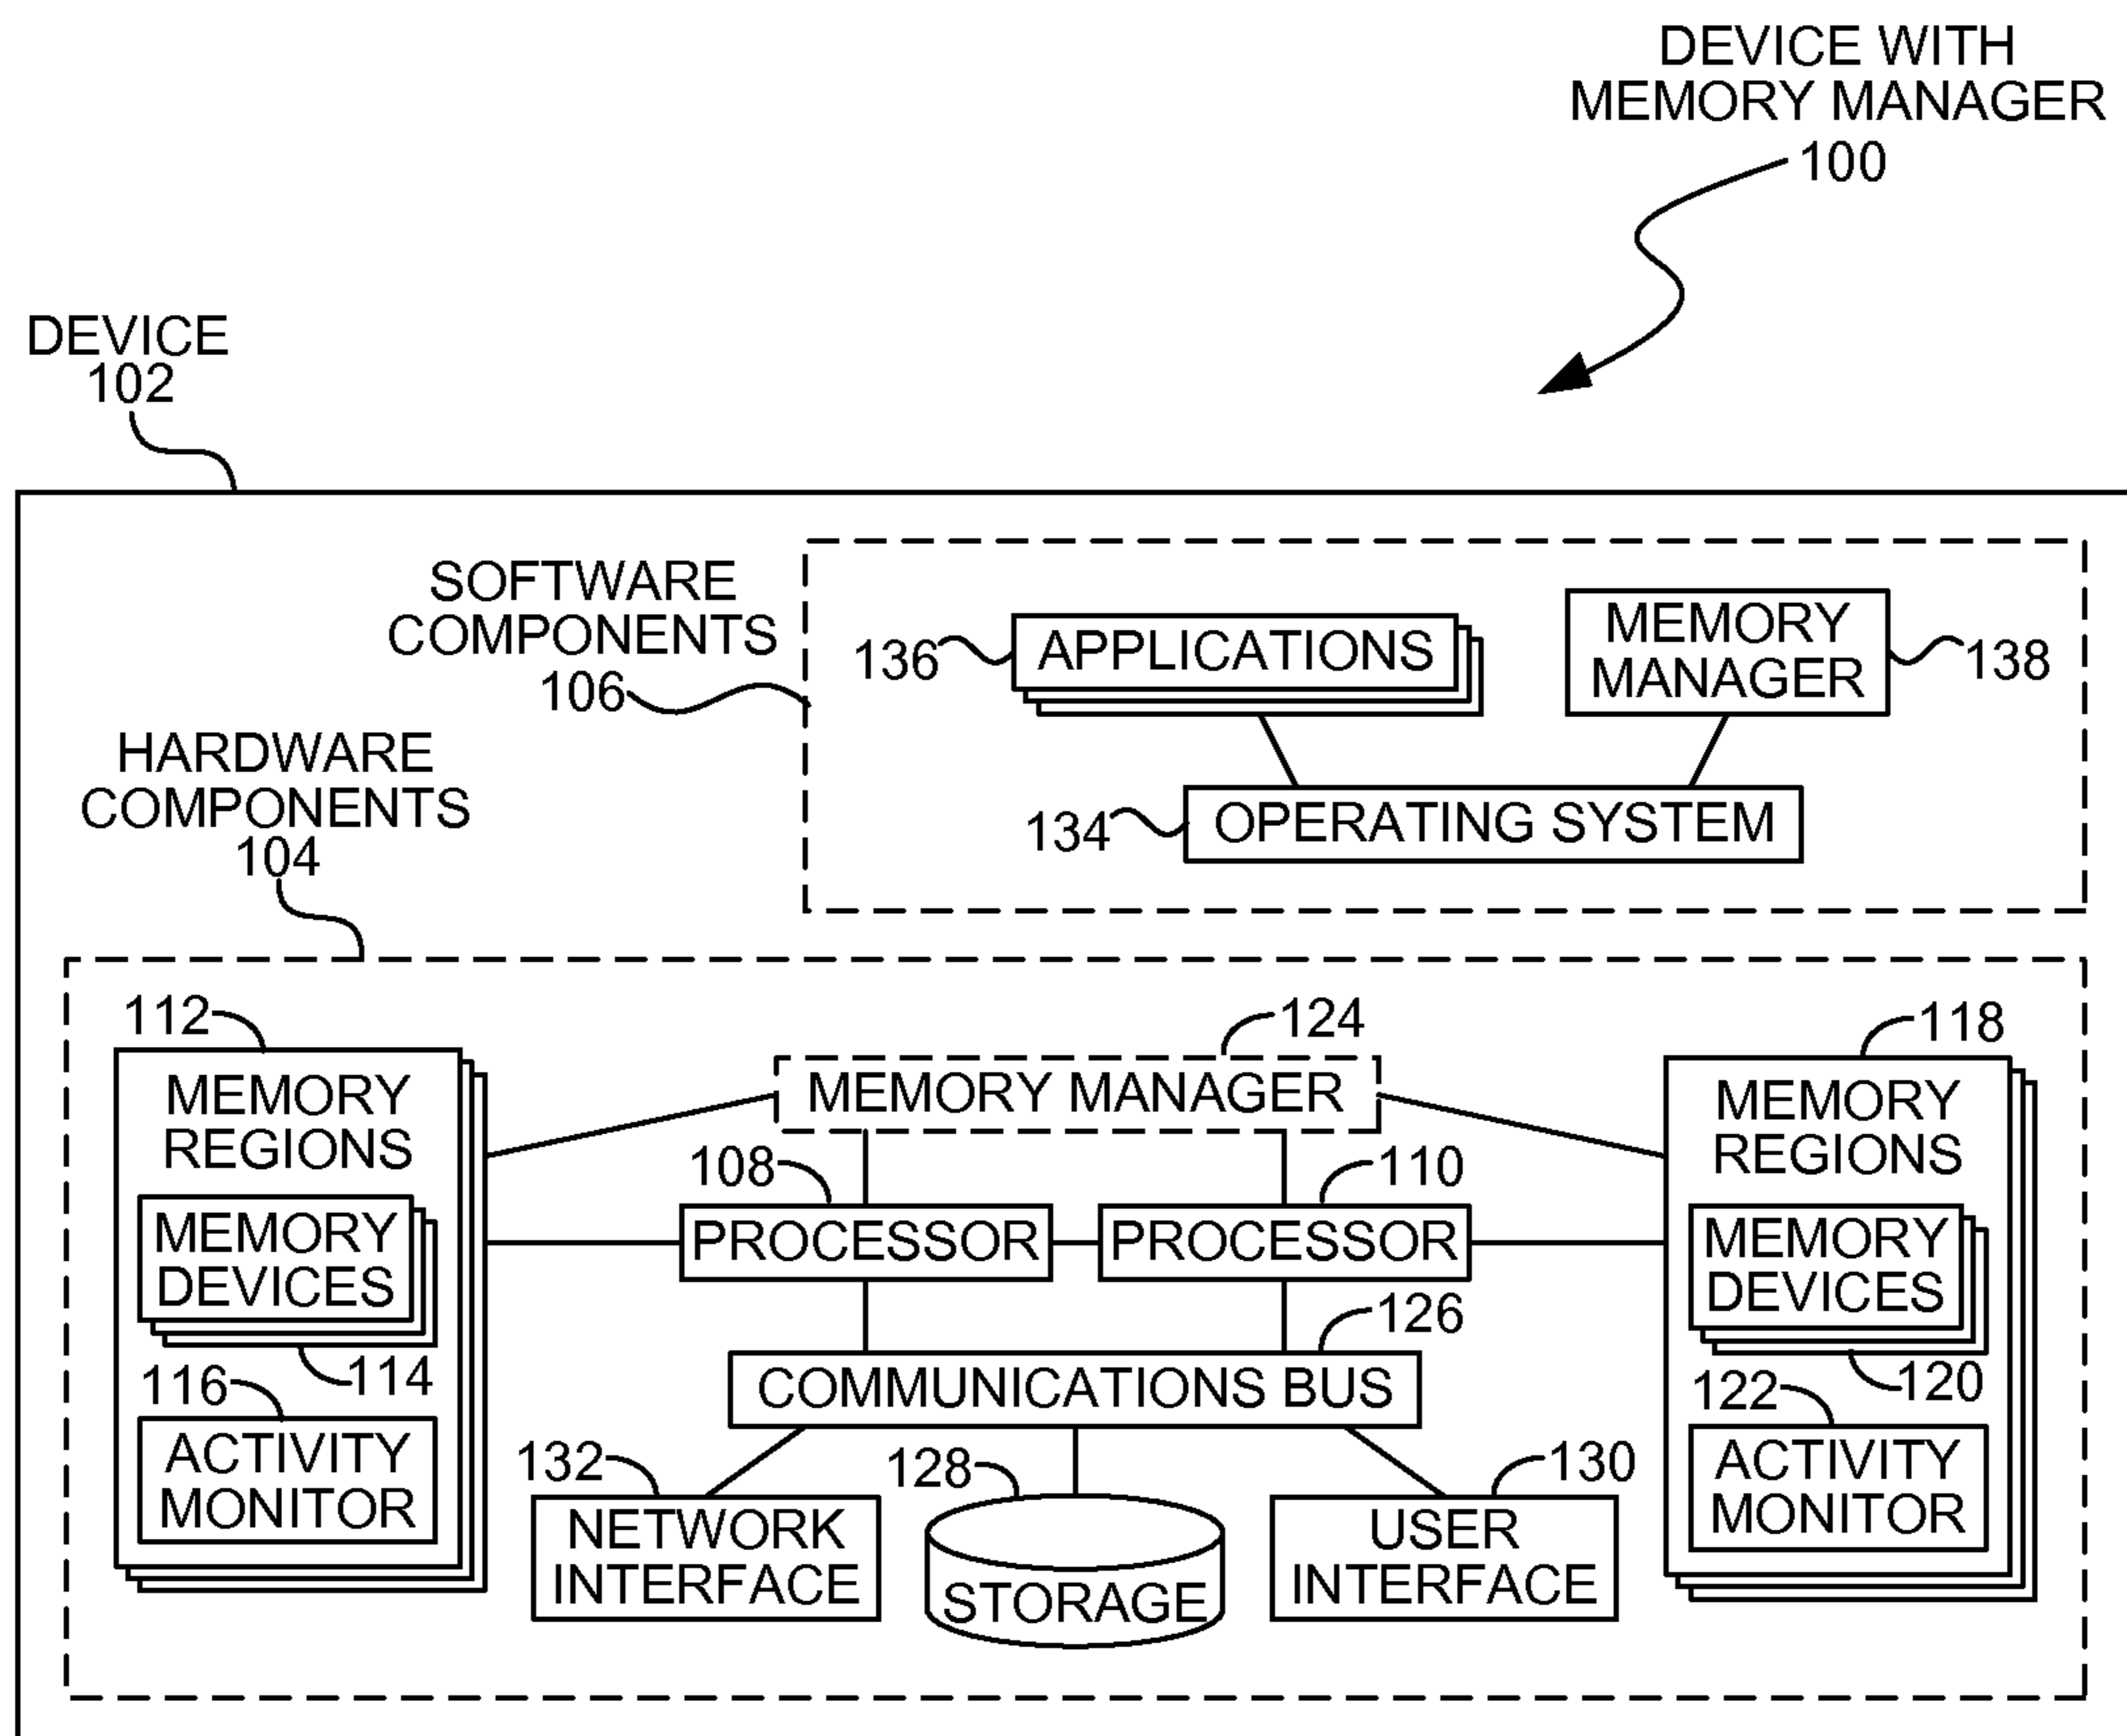 DEVICE WITH
MEMORY MANAGER
100
DEVICE
102
SOFTWARE
COMPONENTS
106
136
APPLICATIONS
MEMORY
MANAGER
138
134
OPERATING SYSTEM
HARDWARE
COMPONENTS
104
112
MEMORY
REGIONS
MEMORY
DEVICES
114
116
ACTIVITY
MONITOR
124
MEMORY MANAGER
108
PROCESSOR
110
PROCESSOR
126
COMMUNICATIONS BUS
132
NETWORK
INTERFACE
128
STORAGE
130
USER
INTERFACE
118
MEMORY
REGIONS
MEMORY
DEVICES
120
122
ACTIVITY
MONITOR